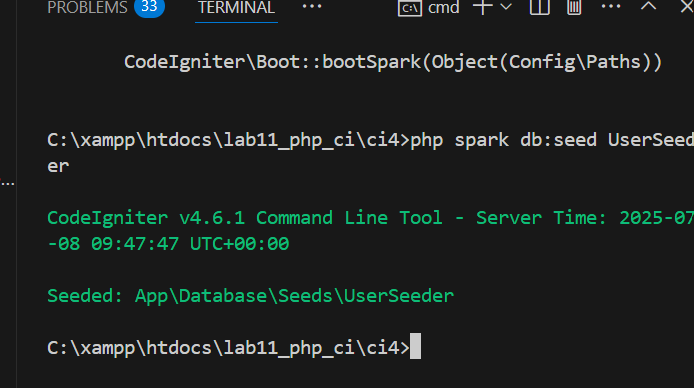 PROBLEMS 33 TERMINAL ... cmd
CodeIgniter\Boot::bootSpark(Object(Config\Paths))
C:\xampp\htdocs\lab11_php_ci\ci4>php spark db:seed UserSeed
er
...
CodeIgniter v4.6.1 Command Line Tool - Server Time: 2025-07
-08 09:47:47 UTC+00:00
Seeded: App\Database\Seeds\UserSeeder
C:\xampp\htdocs\lab11_php_ci\ci4>